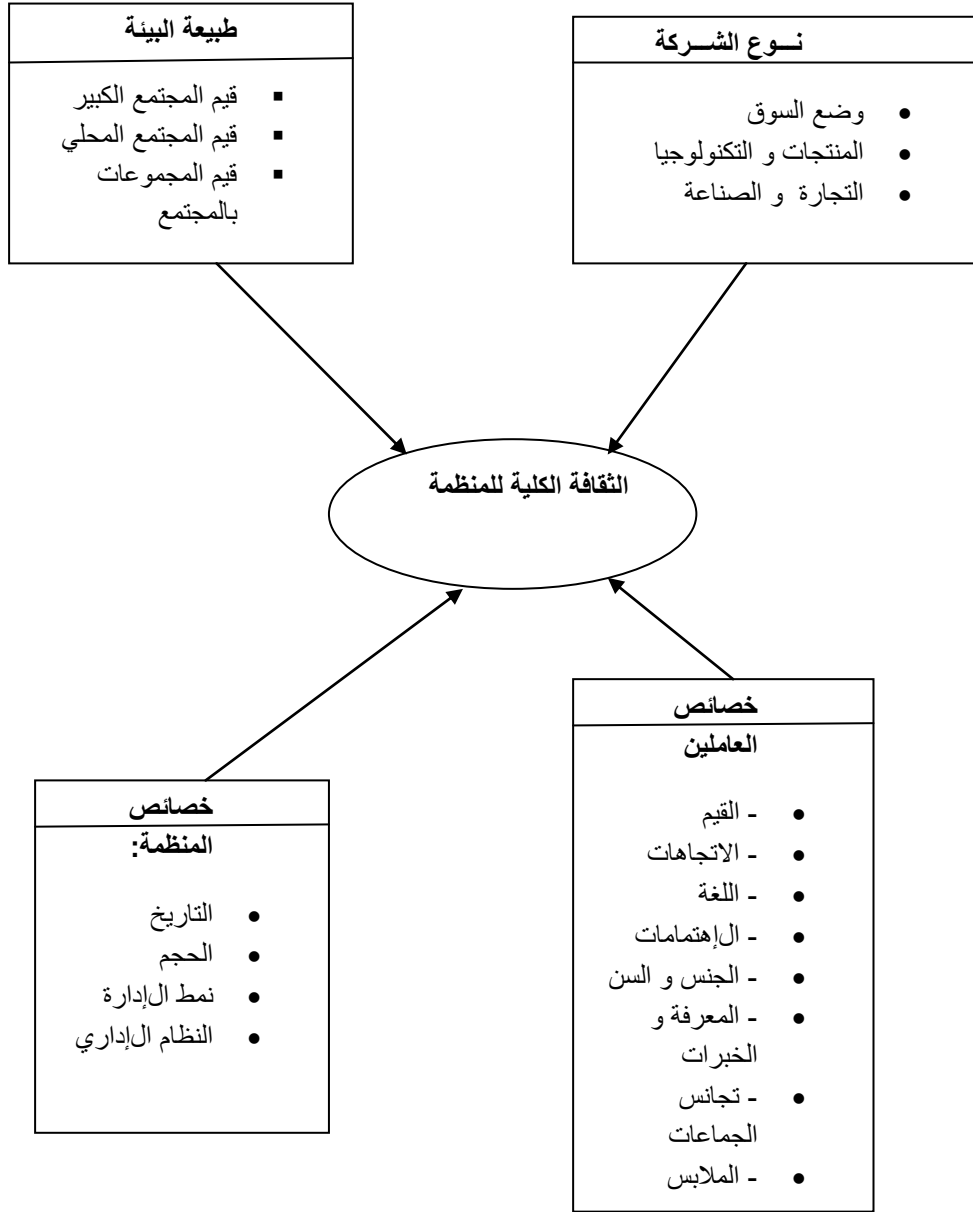 نـــوع الشـــركة
• وضع السوق
• المنتجات و التكنولوجيا
• التجارة و الصناعة
طبيعة البيئة
▪ قيم المجتمع الكبير
▪ قيم المجتمع المحلي
▪ قيم المجموعات
بالمجتمع
الثقافة الكلية للمنظمة
خصائص
العاملين
• - القيم
• - الاتجاهات
• - اللغة
• - الإهتمامات
• - الجنس و السن
• - المعرفة و
الخبرات
• - تجانس
الجماعات
• - الملابس
خصائص
المنظمة:
• التاريخ
• الحجم
• نمط الإدارة
• النظام الإداري